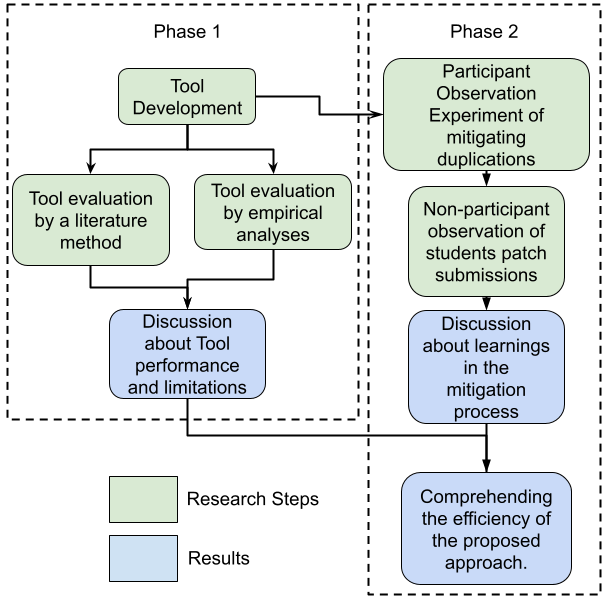 Phase 1
Tool
Development
Tool evaluation
by a literature
method
Tool evaluation
by empirical
analyses
Discussion
about Tool
performance
and limitations
Phase 2
Participant
Observation
Experiment of
mitigating
duplications
Non-participant
observation of
students patch
submissions
Discussion
about learnings
in the
mitigation
process
Comprehending
the efficiency of
the proposed
approach.
Research Steps
Results